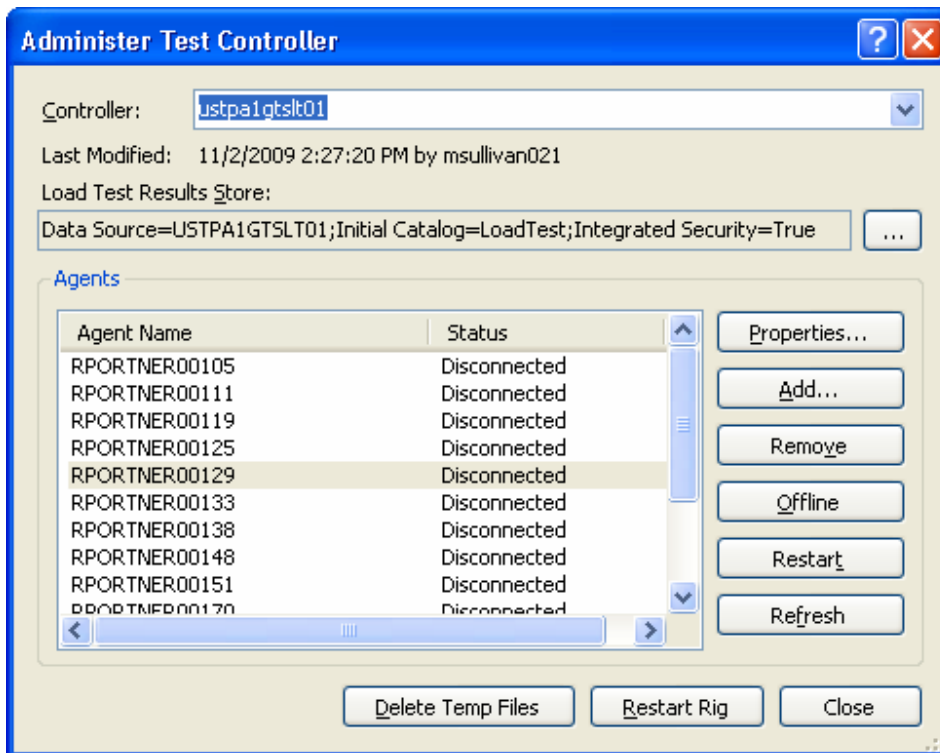 Administer Test Controller
Controller: ustpa1gtslt01
Last Modified: 11/2/2009 2:27:20 PM by msullivan021
Load Test Results Store:
Data Source=USTPA1GTSLT01;Initial Catalog=LoadTest;Integrated Security=True ...
Agents
Agent Name Status
RPORTNER00105 Disconnected
RPORTNER00111 Disconnected
RPORTNER00119 Disconnected
RPORTNER00125 Disconnected
RPORTNER00129 Disconnected
RPORTNER00133 Disconnected
RPORTNER00138 Disconnected
RPORTNER00148 Disconnected
RPORTNER00151 Disconnected
RPORTNER00170 Disconnected
Properties...
Add...
Remove
Offline
Restart
Refresh
Delete Temp Files Restart Rig Close